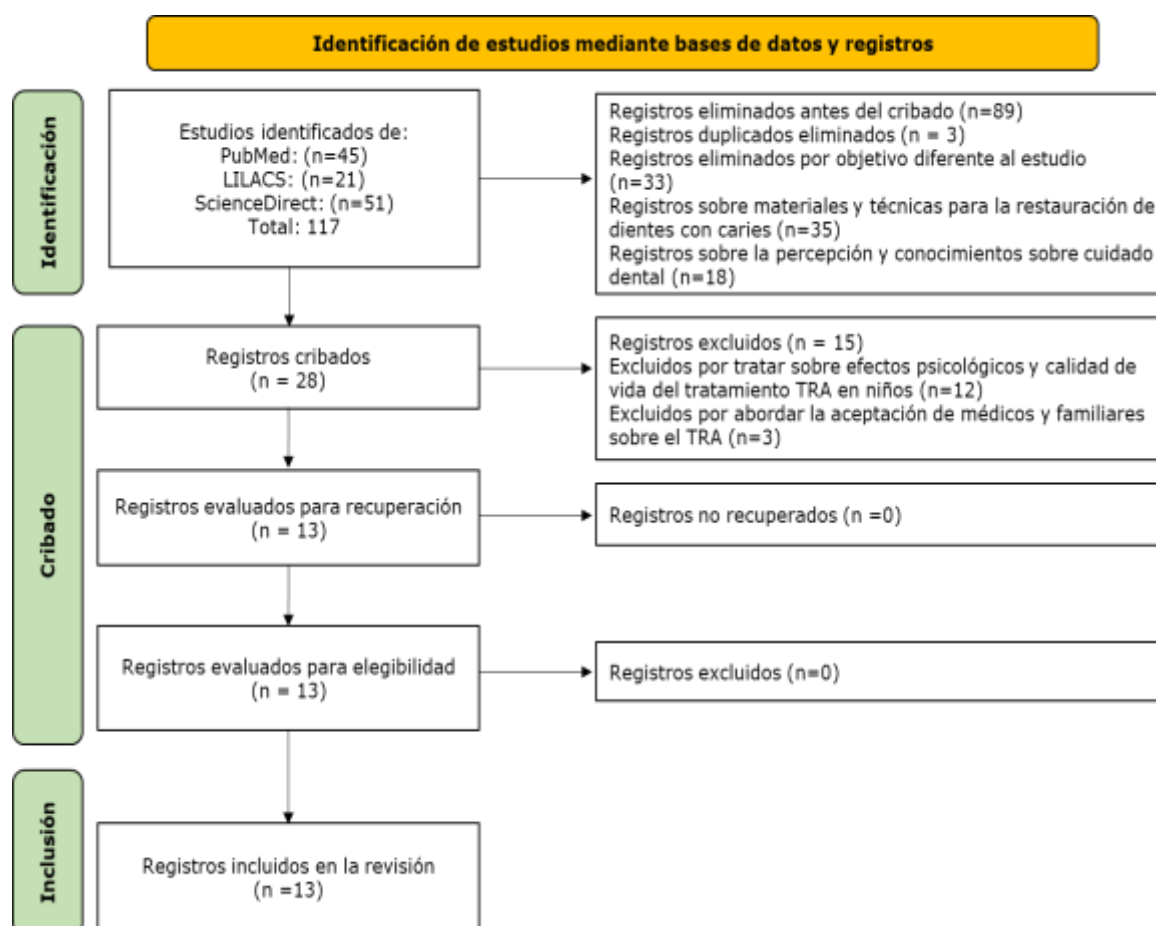 Identificación de estudios mediante bases de datos y registros
Identificación
Estudios identificados de:
PubMed: (n=45)
LILACS: (n=21)
ScienceDirect: (n=51)
Total: 117
Registros eliminados antes del cribado (n=89)
Registros duplicados eliminados (n = 3)
Registros eliminados por objetivo diferente al estudio
(n=33)
Registros sobre materiales y técnicas para la restauración de
dientes con caries (n=35)
Registros sobre la percepción y conocimientos sobre cuidado
dental (n=18)
Cribado
Registros cribados
(n = 28)
Registros excluidos (n = 15)
Excluidos por tratar sobre efectos psicológicos y calidad de
vida del tratamiento TRA en niños (n=12)
Excluidos por abordar la aceptación de médicos y familiares
sobre el TRA (n=3)
Registros evaluados para recuperación
(n = 13)
Registros no recuperados (n =0)
Registros evaluados para elegibilidad
(n = 13)
Registros excluidos (n=0)
Inclusión
Registros incluidos en la revisión
(n =13)